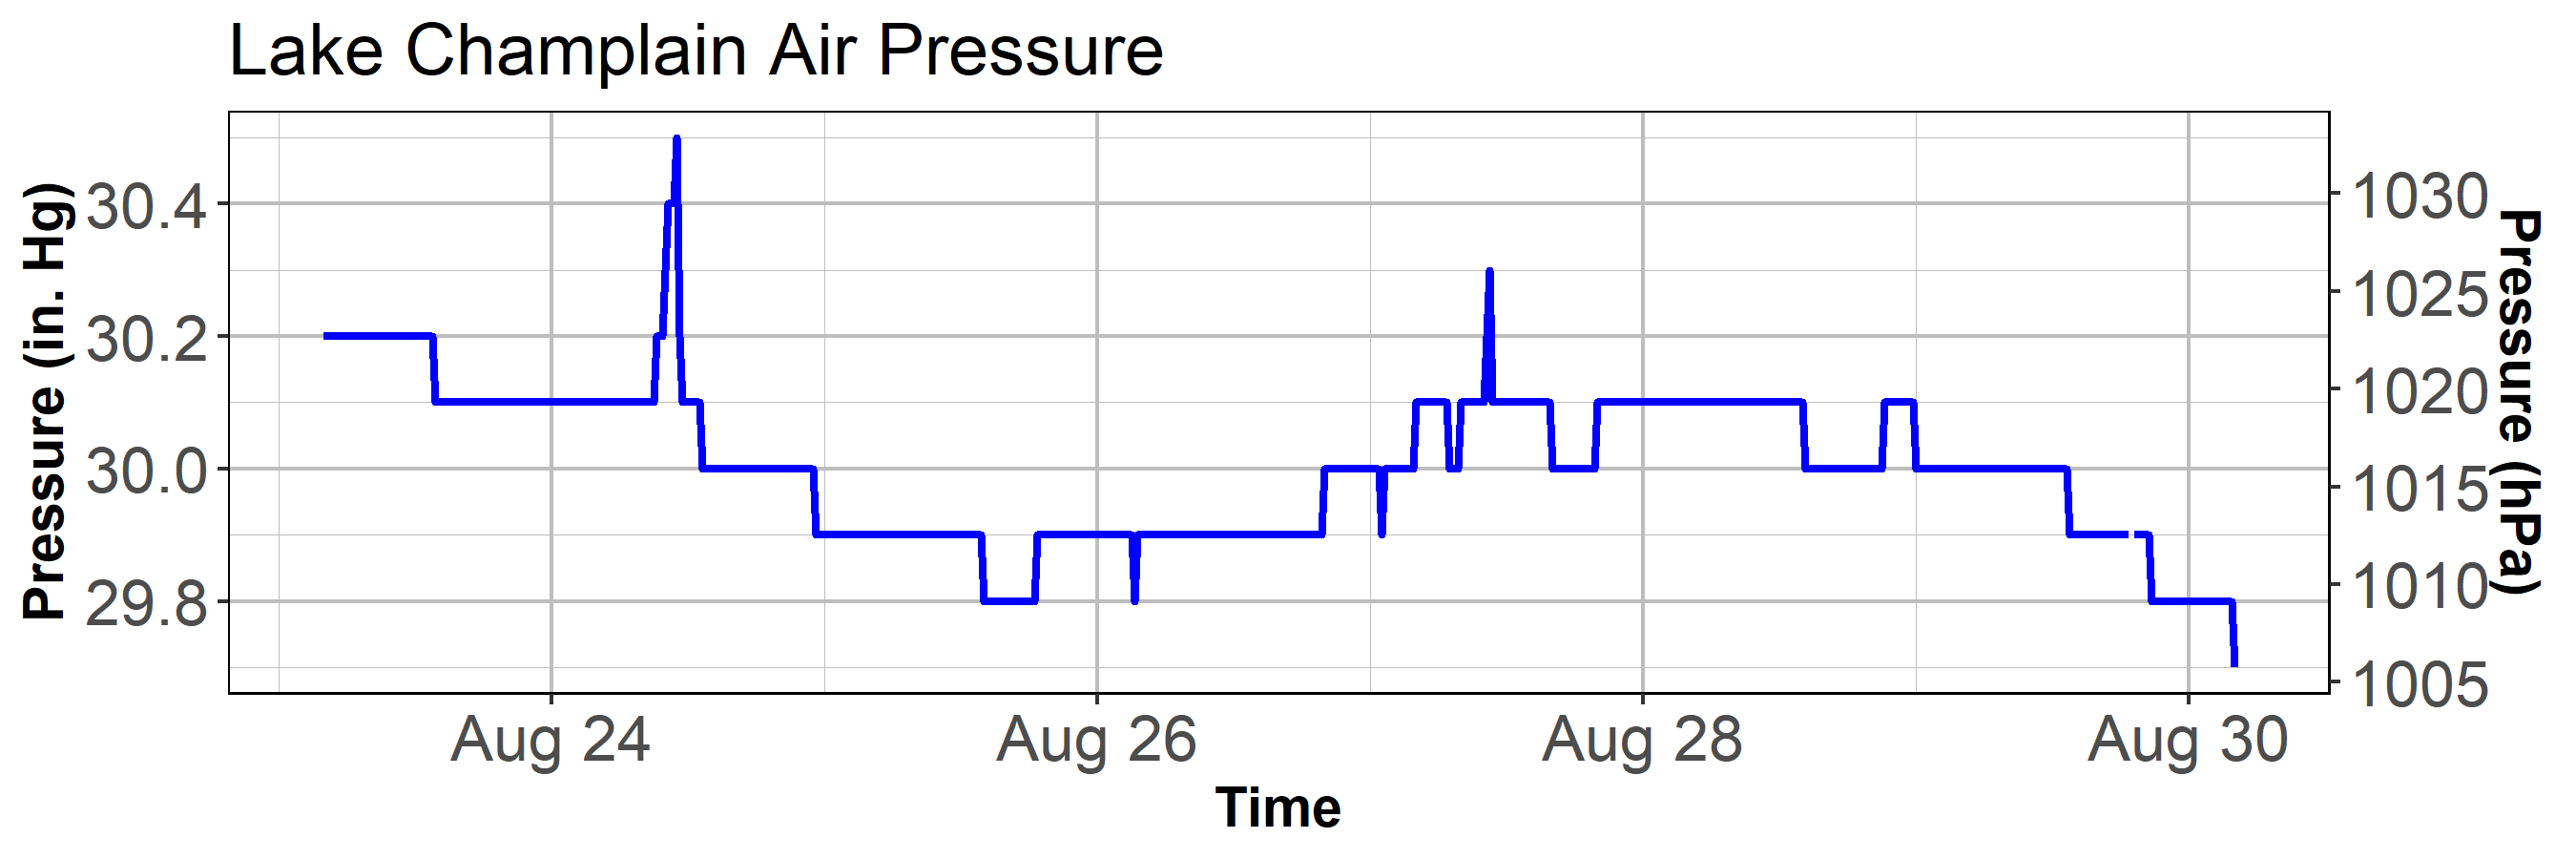 Lake Champlain Air Pressure
Pressure (in. Hg)
30.4
30.2
30.0
29.8
1030
1025
1020
1015
1010
1005
Pressure (hPa)
Aug 24 Aug 26 Aug 28 Aug 30
Time